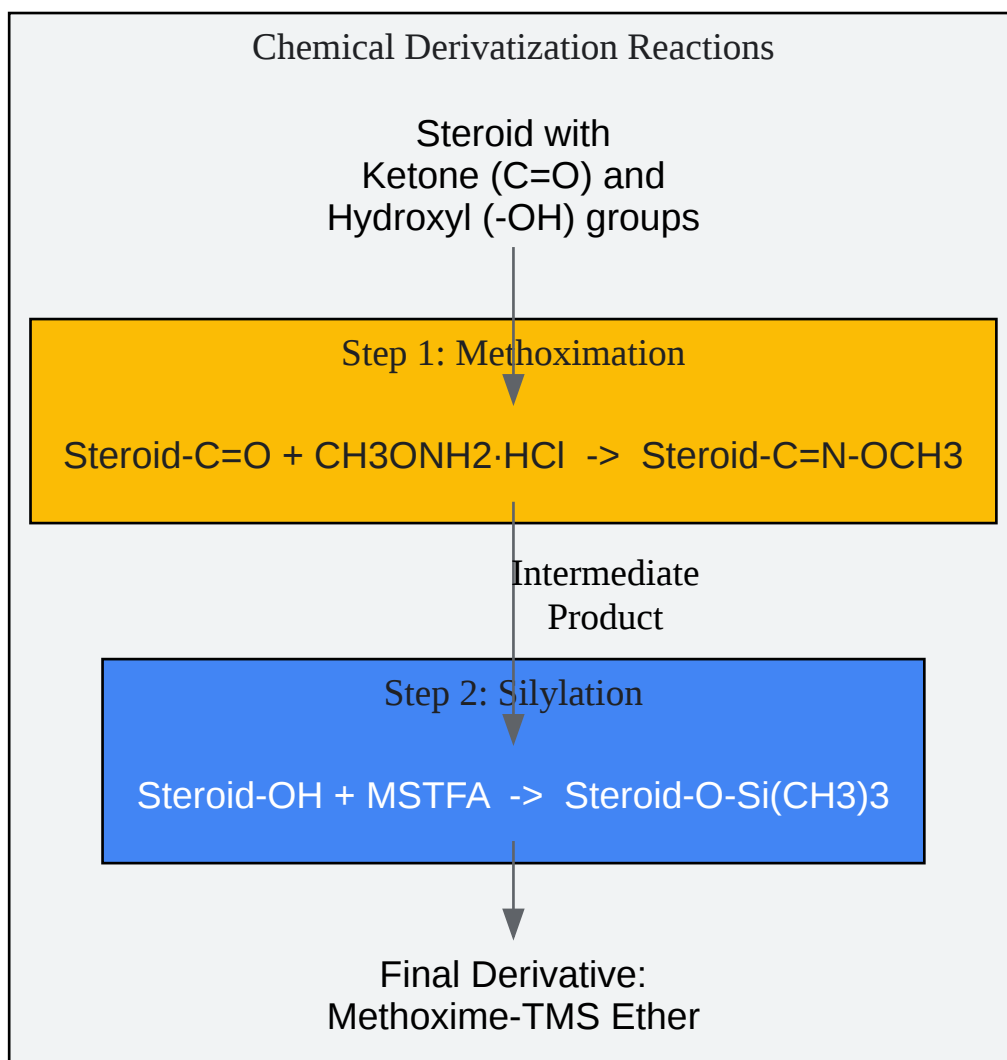 Chemical Derivatization Reactions
Steroid with
Ketone (C=O) and
Hydroxyl (-OH) groups
Step 1: Methoximation
Steroid-C=O + CH3ONH2·HCl -> Steroid-C=N-OCH3
Intermediate
Product
Step 2: Silylation
Steroid-OH + MSTFA -> Steroid-O-Si(CH3)3
Final Derivative:
Methoxime-TMS Ether